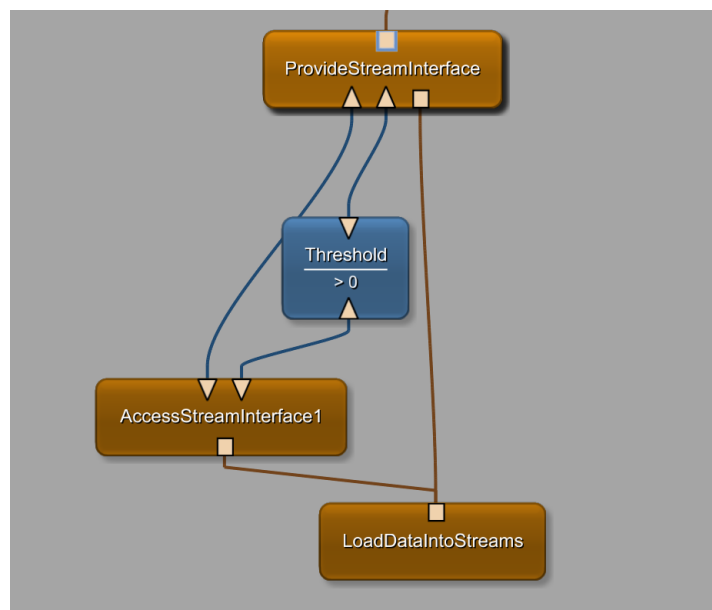 ProvideStreamInterface
Threshold
> 0
AccessStreamInterface1
LoadDataIntoStreams